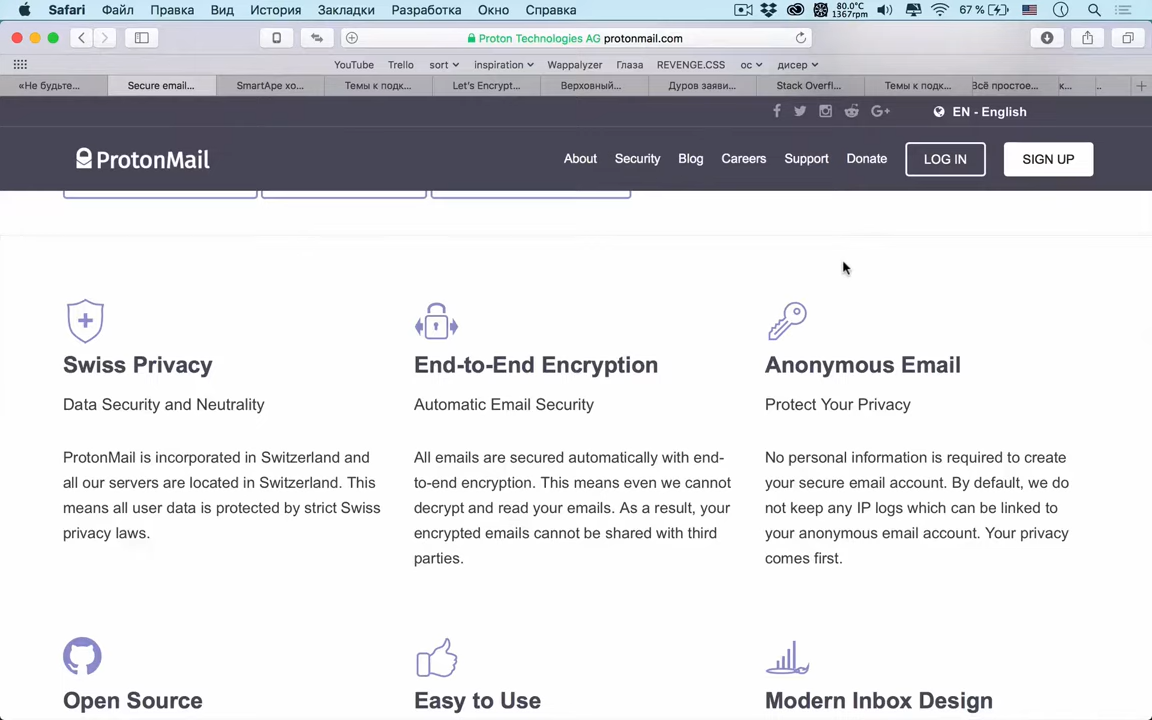 Safari Файл Правка Вид История Закладки Разработка Окно Справка 80.0°C 1367rpm 67 %
Proton Technologies AG protonmail.com
YouTube Trello sort inspiration Wappalyzer Глаза REVENGE.CSS ос дисер
«Не будьте... Secure email... SmartApe хо... Темы к подк... Let's Encrypt... Верховный... Дуров заяви... Stack Overfl... Темы к подк... Всё простое... к... ..
EN - English
ProtonMail About Security Blog Careers Support Donate LOG IN SIGN UP
Swiss Privacy
Data Security and Neutrality
ProtonMail is incorporated in Switzerland and
all our servers are located in Switzerland. This
means all user data is protected by strict Swiss
privacy laws.
End-to-End Encryption
Automatic Email Security
All emails are secured automatically with end-
to-end encryption. This means even we cannot
decrypt and read your emails. As a result, your
encrypted emails cannot be shared with third
parties.
Anonymous Email
Protect Your Privacy
No personal information is required to create
your secure email account. By default, we do
not keep any IP logs which can be linked to
your anonymous email account. Your privacy
comes first.
Open Source
Easy to Use
Modern Inbox Design